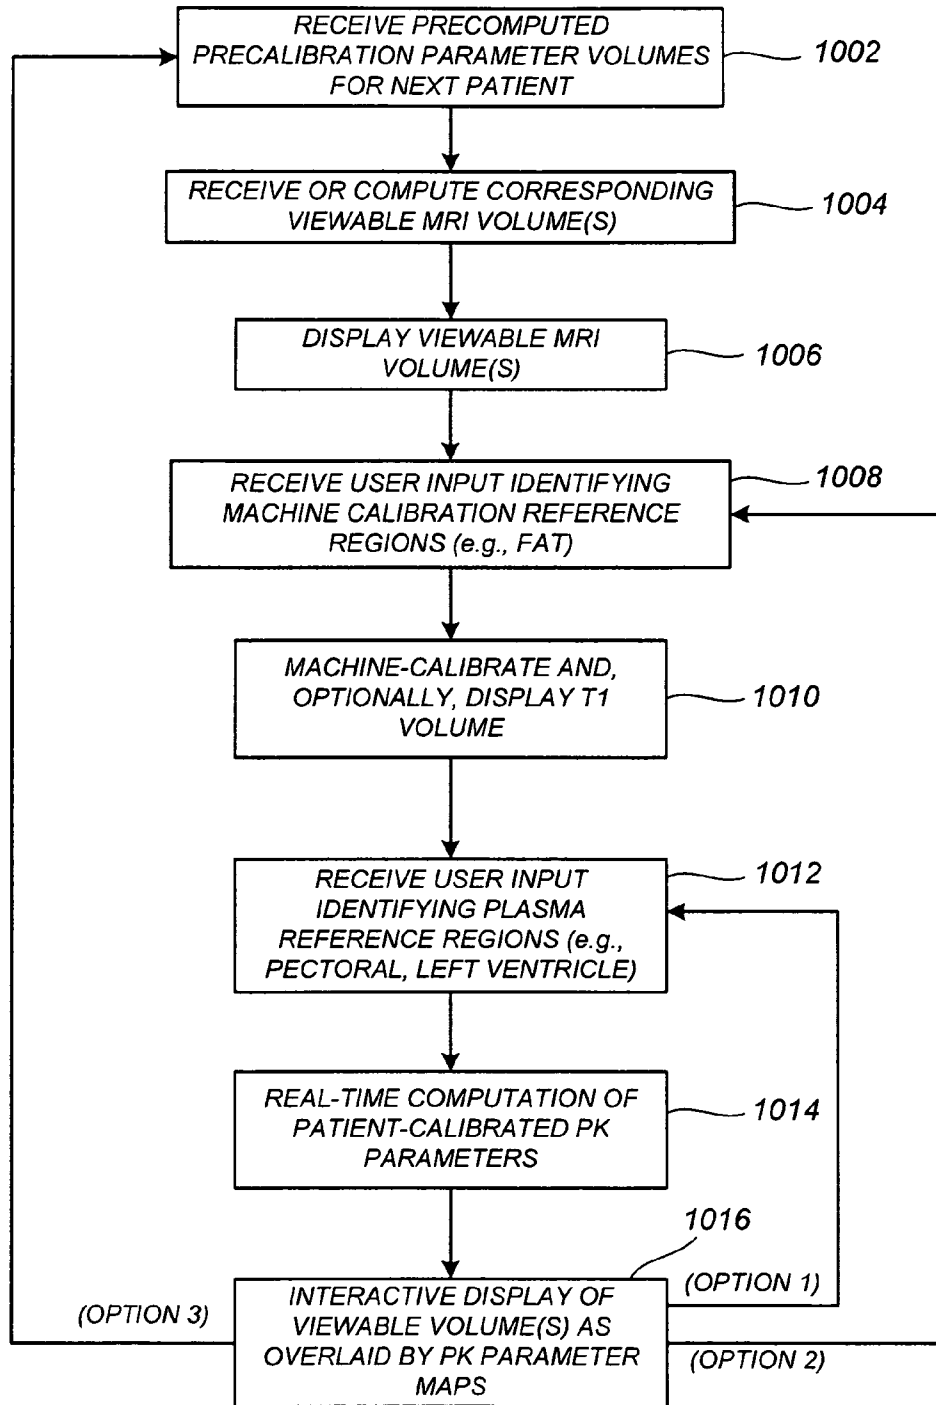 RECEIVE PRECOMPUTED
PRECALIBRATION PARAMETER VOLUMES
FOR NEXT PATIENT
1002
RECEIVE OR COMPUTE CORRESPONDING
VIEWABLE MRI VOLUME(S)
1004
DISPLAY VIEWABLE MRI
VOLUME(S)
1006
RECEIVE USER INPUT IDENTIFYING
MACHINE CALIBRATION REFERENCE
REGIONS (e.g., FAT)
1008
MACHINE-CALIBRATE AND,
OPTIONALLY, DISPLAY T1
VOLUME
1010
RECEIVE USER INPUT
IDENTIFYING PLASMA
REFERENCE REGIONS (e.g.,
PECTORAL, LEFT VENTRICLE)
1012
REAL-TIME COMPUTATION OF
PATIENT-CALIBRATED PK
PARAMETERS
1014
1016
INTERACTIVE DISPLAY OF
VIEWABLE VOLUME(S) AS
OVERLAID BY PK PARAMETER
MAPS
(OPTION 1)
(OPTION 2)
(OPTION 3)